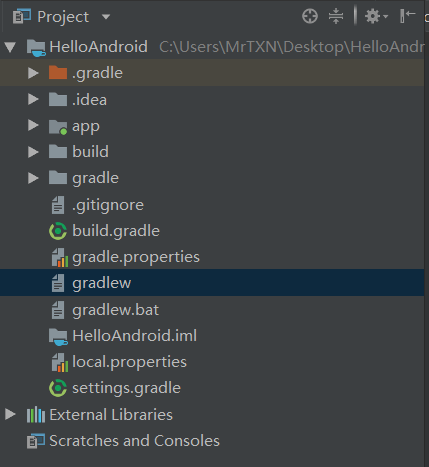 Project
HelloAndroid C:\Users\MrTXN\Desktop\HelloAndr
.gradle
.idea
app
build
gradle
.gitignore
build.gradle
gradle.properties
gradlew
gradlew.bat
HelloAndroid.iml
local.properties
settings.gradle
External Libraries
Scratches and Consoles